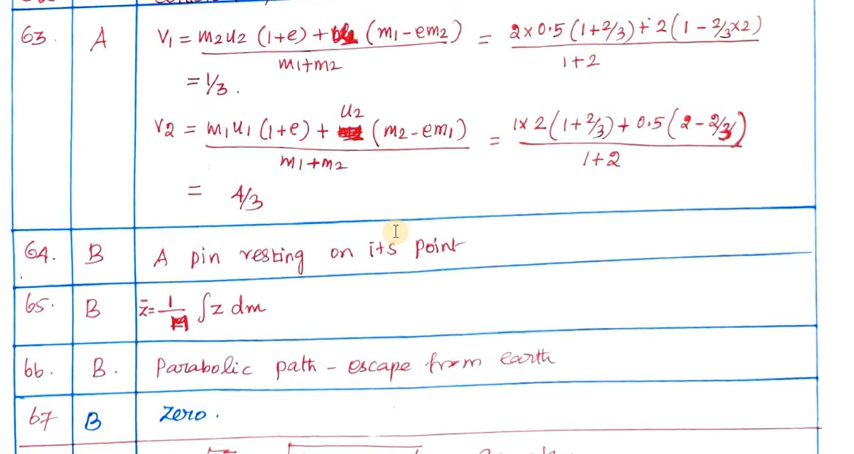 63. A V₁ = m₂u₂ (1+e) + u₁ (m₁-em₂) / m₁+m₂ = 2×0.5 (1+2/3) + 2(1-2/3×2) / 1+2
= 1/3.
V₂ = m₁u₁ (1+e) + u₂ (m₂-em₁) / m₁+m₂ = 1×2(1+2/3) + 0.5(2-2/3) / 1+2
= 4/3
64. B A pin resting on its point
65. B z̄ = 1/M ∫z dm
66. B. Parabolic path - escape from earth
67 B Zero.